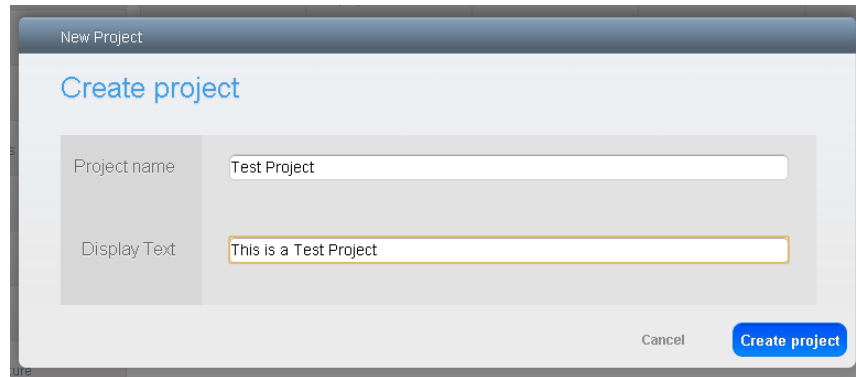 New Project
Create project
Project name
Test Project
Display Text
This is a Test Project
Cancel
Create project